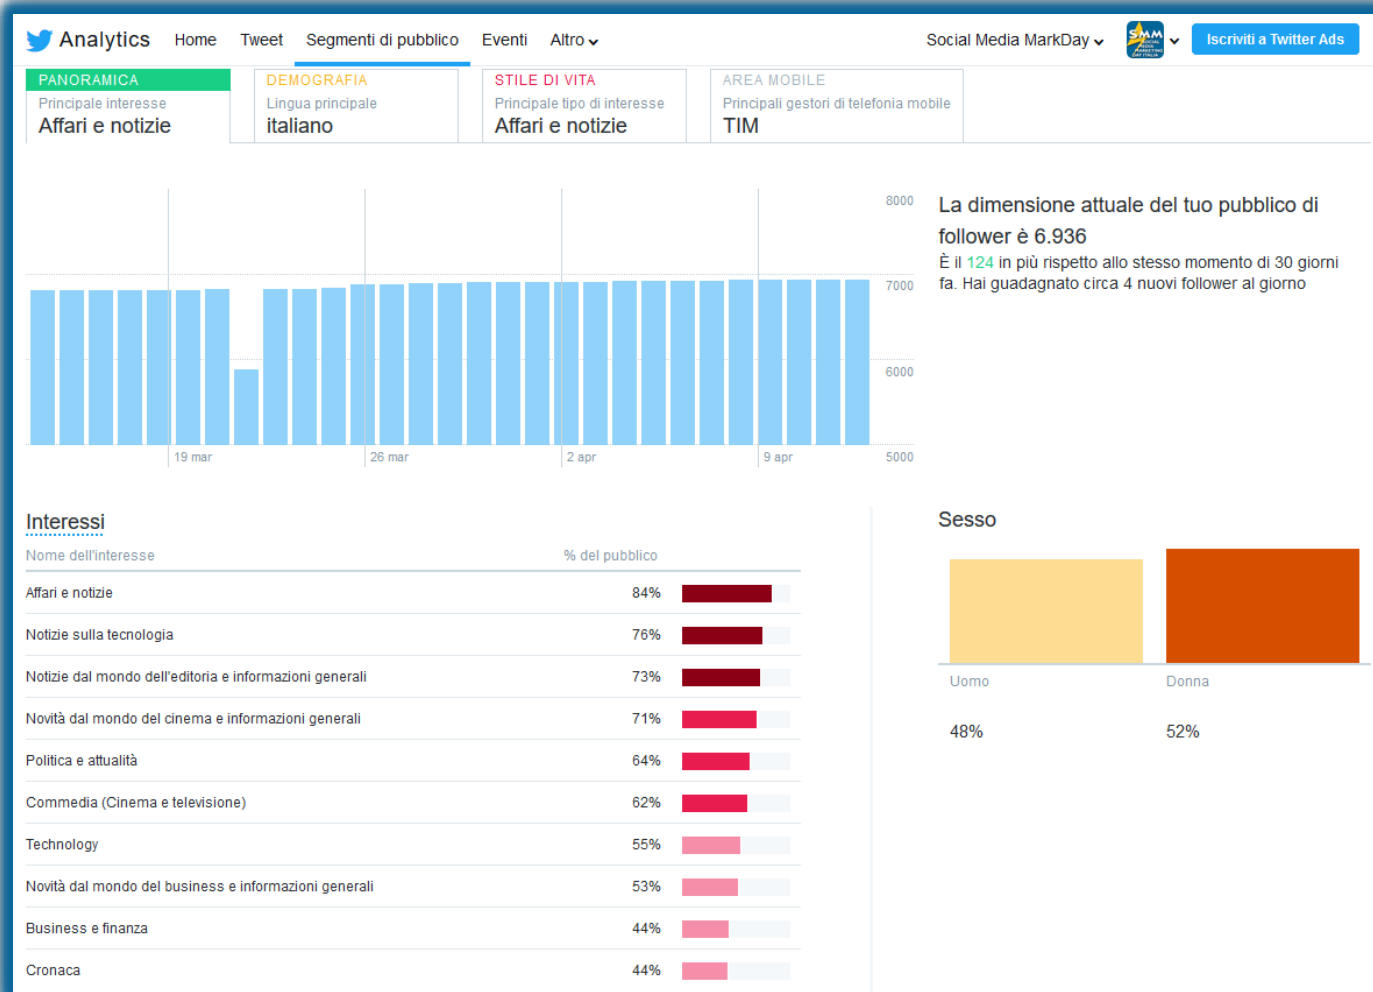 Analytics Home Tweet Segmenti di pubblico Eventi Altro Social Media MarkDay SMM Iscriviti a Twitter Ads
PANORAMICA DEMOGRAFIA STILE DI VITA AREA MOBILE
Principale interesse Lingua principale Principale tipo di interesse Principali gestori di telefonia mobile
Affari e notizie italiano Affari e notizie TIM
8000
7000
6000
5000
19 mar 26 mar 2 apr 9 apr
La dimensione attuale del tuo pubblico di
follower è 6.936
È il 124 in più rispetto allo stesso momento di 30 giorni
fa. Hai guadagnato circa 4 nuovi follower al giorno
Interessi
Nome dell'interesse % del pubblico
Affari e notizie 84%
Notizie sulla tecnologia 76%
Notizie dal mondo dell'editoria e informazioni generali 73%
Novità dal mondo del cinema e informazioni generali 71%
Politica e attualità 64%
Commedia (Cinema e televisione) 62%
Technology 55%
Novità dal mondo del business e informazioni generali 53%
Business e finanza 44%
Cronaca 44%
Sesso
Uomo Donna
48% 52%